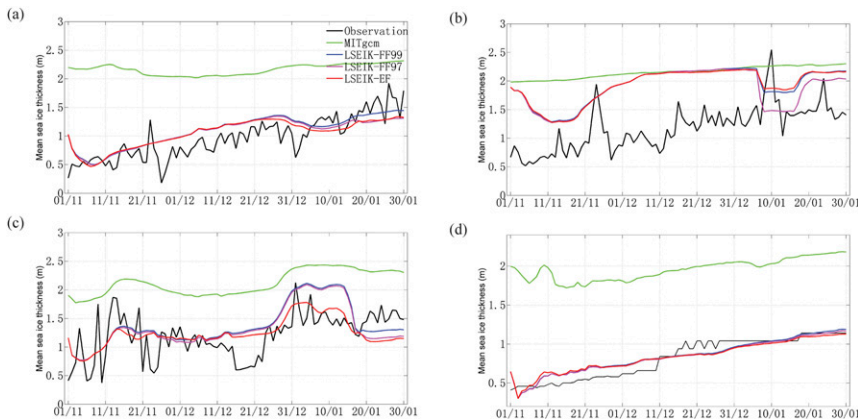 (a)
Mean sea ice thickness (m)
3
2.5
2
1.5
1
0.5
0
Observation
MITgcm
LSEIK-FF99
LSEIK-FF97
LSEIK-EF
01/11 11/11 21/11 01/12 11/12 21/12 31/12 10/01 20/01 30/01
(b)
Mean sea ice thickness (m)
3
2.5
2
1.5
1
0.5
0
01/11 11/11 21/11 01/12 11/12 21/12 31/12 10/01 20/01 30/01
(c)
Mean sea ice thickness (m)
3
2.5
2
1.5
1
0.5
0
01/11 11/11 21/11 01/12 11/12 21/12 31/12 10/01 20/01 30/01
(d)
Mean sea ice thickness (m)
2
1.5
1
0.5
01/11 11/11 21/11 01/12 11/12 21/12 31/12 10/01 20/01 30/01